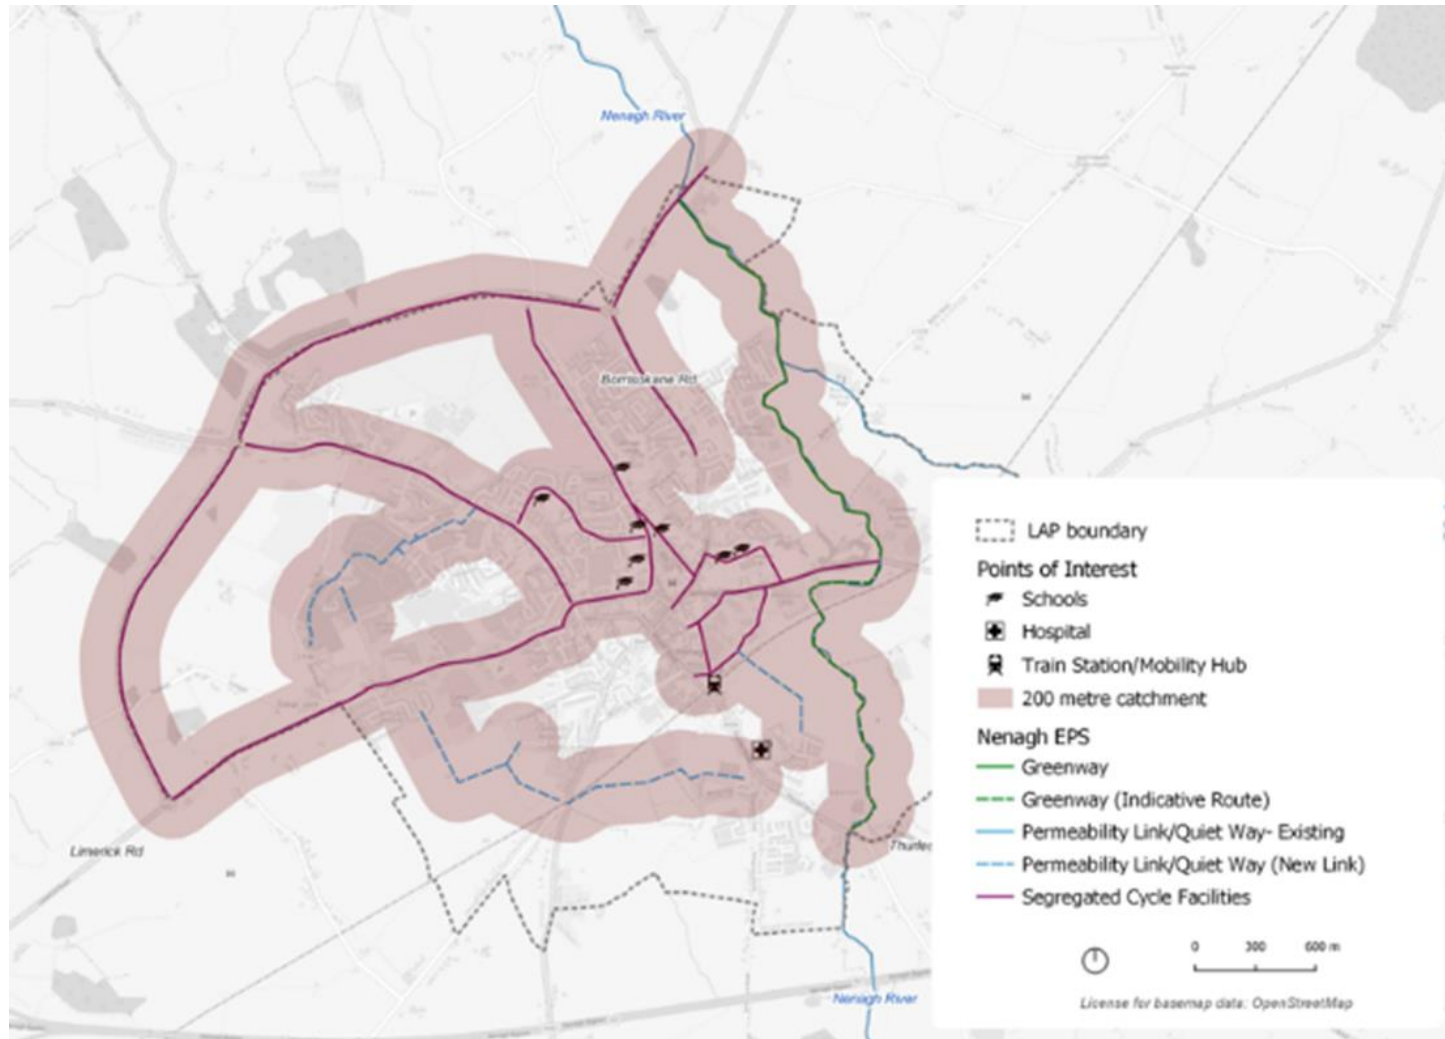 Nenagh River
Borrisokane Rd
Limerick Rd
Nenagh River
LAP boundary
Points of Interest
Schools
Hospital
Train Station/Mobility Hub
200 metre catchment
Nenagh EPS
Greenway
Greenway (Indicative Route)
Permeability Link/Quiet Way- Existing
Permeability Link/Quiet Way (New Link)
Segregated Cycle Facilities
0 300 600 m
License for basemap data: OpenStreetMap